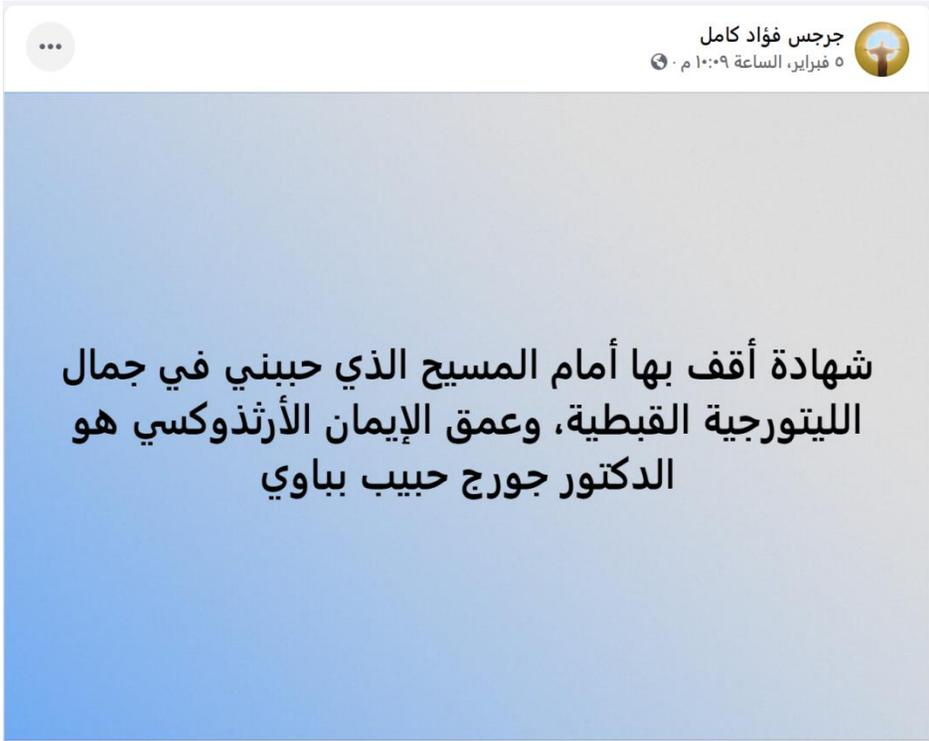 جرجس فؤاد كامل
٥ فبراير، الساعة ١٠:٠٩ م ·
شهادة أقف بها أمام المسيح الذي حببني في جمال
الليتورجية القبطية، وعمق الإيمان الأرثذوكسي هو
الدكتور جورج حبيب بباوي